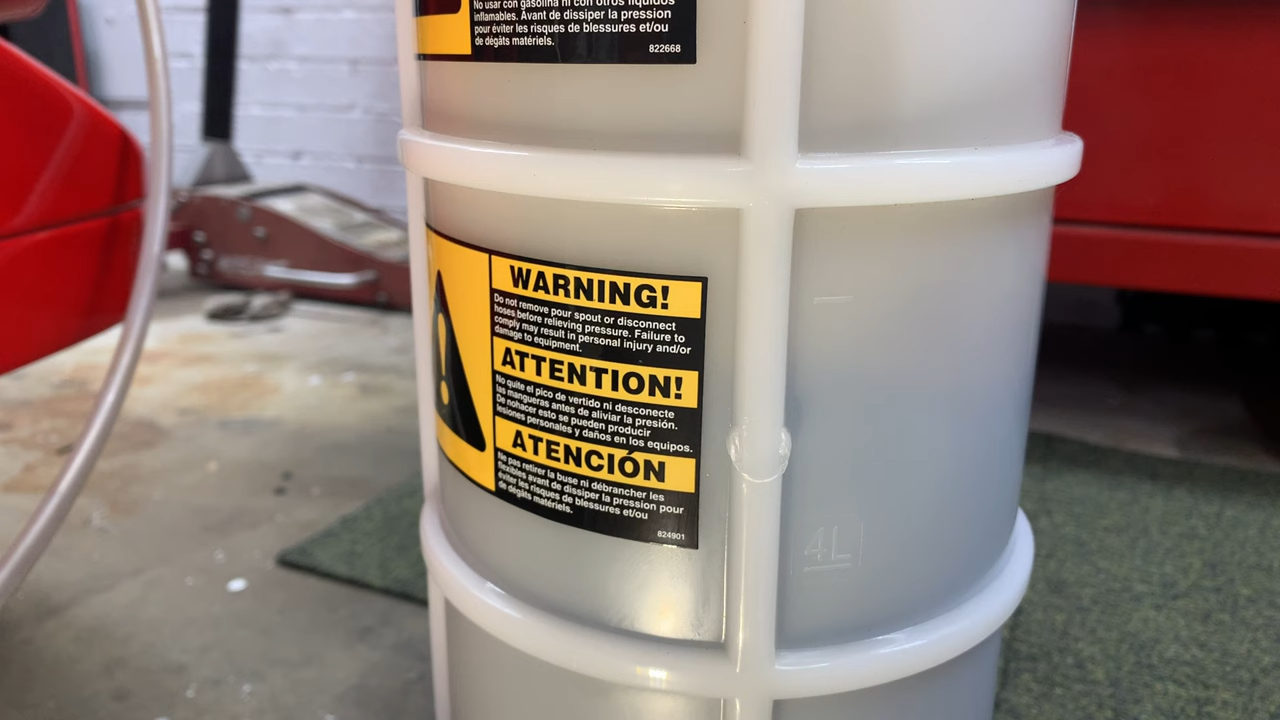 No usar con gasolina ni con otros líquidos
inflamables. Avant de dissiper la pression
pour éviter les risques de blessures et/ou
de dégâts matériels.
822668
WARNING!
Do not remove pour spout or disconnect
hoses before relieving pressure. Failure to
comply may result in personal injury and/or
damage to equipment.
ATTENTION!
No quite el pico de vertido ni desconecte
las mangueras antes de aliviar la presión.
De nohacer esto se pueden producir
lesiones personales y daños en los equipos.
ATENCIÓN
Ne pas retirer la buse ni débrancher les
flexibles avant de dissiper la pression pour
éviter les risques de blessures et/ou
de dégâts matériels.
824901
4L